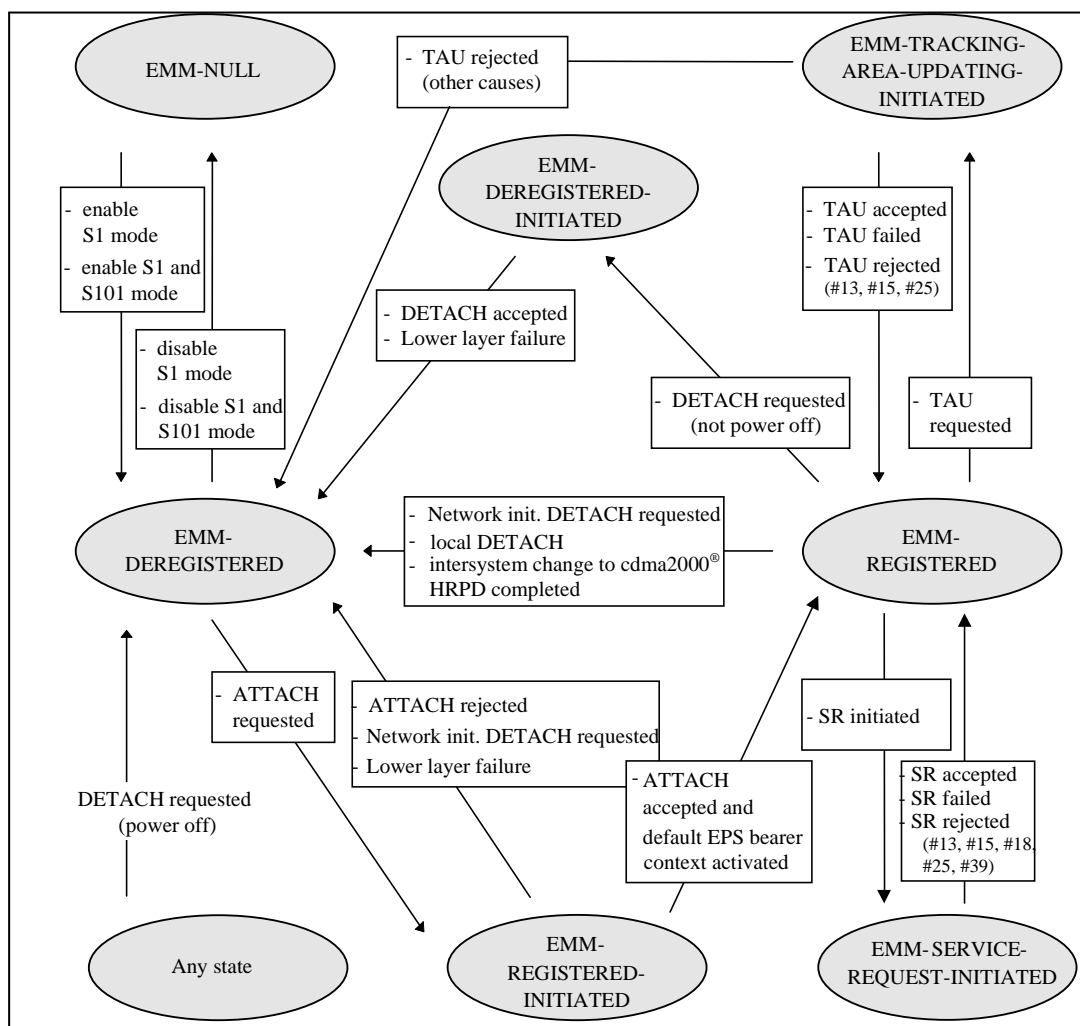 EMM-NULL
- TAU rejected
(other causes)
EMM-TRACKING-
AREA-UPDATING-
INITIATED
EMM-
DEREGISTERED-
INITIATED
- enable
S1 mode
- enable S1 and
S101 mode
- TAU accepted
- TAU failed
- TAU rejected
(#13, #15, #25)
- DETACH accepted
- Lower layer failure
- disable
S1 mode
- disable S1 and
S101 mode
- DETACH requested
(not power off)
- TAU
requested
EMM-
DEREGISTERED
- Network init. DETACH requested
- local DETACH
- intersystem change to cdma2000®
HRPD completed
EMM-
REGISTERED
- ATTACH
requested
- ATTACH rejected
- Network init. DETACH requested
- Lower layer failure
- SR initiated
DETACH requested
(power off)
- ATTACH
accepted and
default EPS bearer
context activated
- SR accepted
- SR failed
- SR rejected
(#13, #15, #18,
#25, #39)
Any state
EMM-
REGISTERED-
INITIATED
EMM-SERVICE-
REQUEST-INITIATED